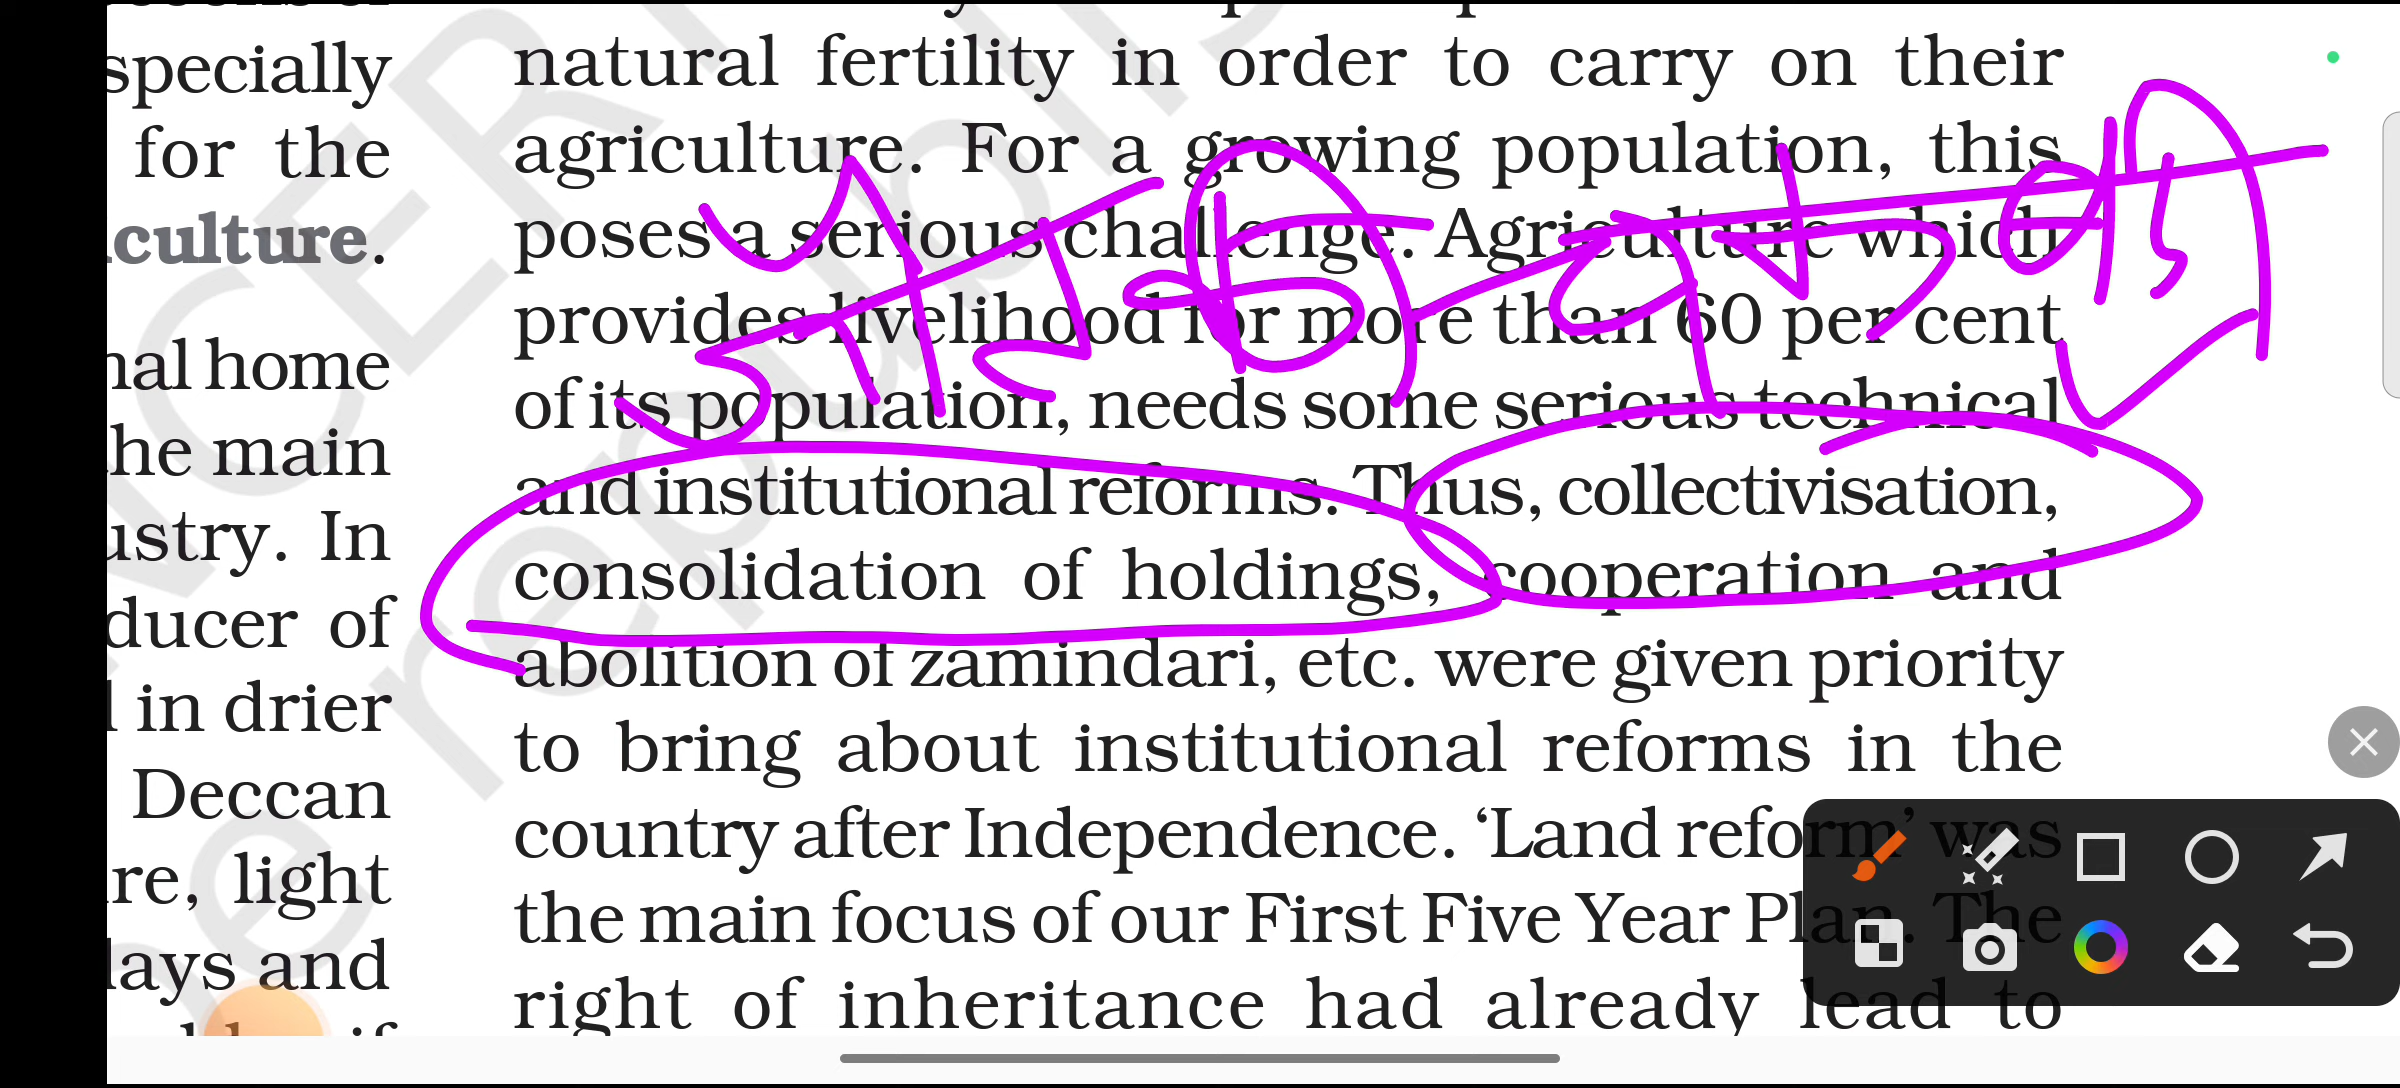 specially
for the
culture.
nal home
he main
ustry. In
ducer of
in drier
Deccan
re, light
lays and
if
natural fertility in order to carry on their
agriculture. For a growing population, this
poses a serious challenge. Agriculture which
provides livelihood for more than 60 per cent
of its population, needs some serious technical
and institutional reforms. Thus, collectivisation,
consolidation of holdings, cooperation and
abolition of zamindari, etc. were given priority
to bring about institutional reforms in the
country after Independence. ‘Land reform’ was
the main focus of our First Five Year Plan. The
right of inheritance had already lead to